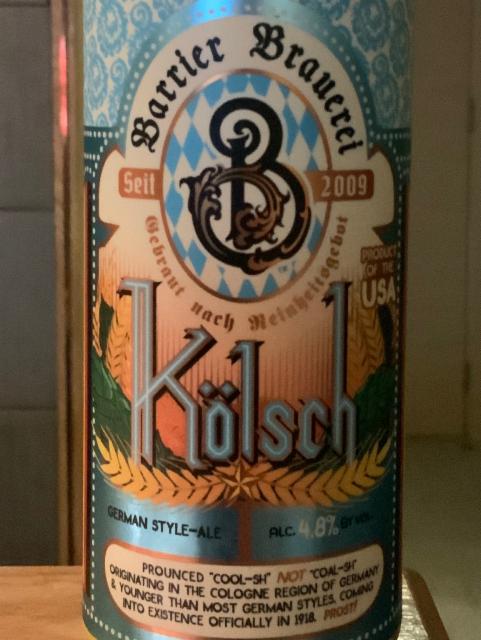 Barrier Brauerei
B
Seit 2009
Gebraut nach Reinheitsgebot
PRODUCT
OF THE
USA
Kölsch
GERMAN STYLE-ALE
ALC. 4.8% BY VOL.
PROUNCED "COOL-SH" NOT "COAL-SH"
ORIGINATING IN THE COLOGNE REGION OF GERMANY
& YOUNGER THAN MOST GERMAN STYLES, COMING
INTO EXISTENCE OFFICIALLY IN 1918. PROST!